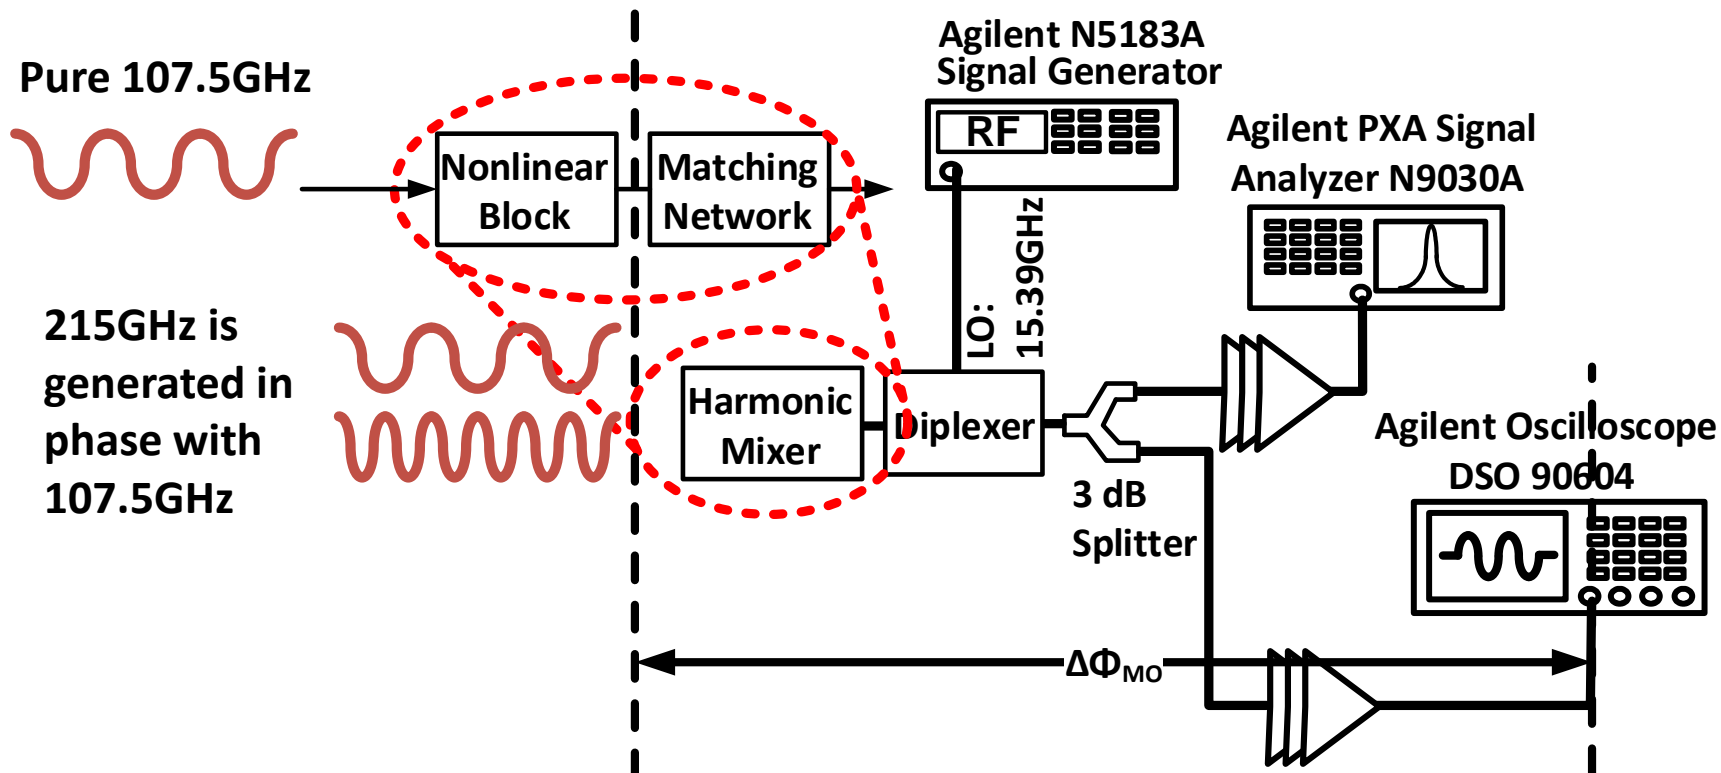 Pure 107.5GHz
Nonlinear
Block
Matching
Network
Agilent N5183A
Signal Generator
RF
Agilent PXA Signal
Analyzer N9030A
LO:
15.39GHz
215GHz is
generated in
phase with
107.5GHz
Harmonic
Mixer
Diplexer
3 dB
Splitter
Agilent Oscilloscope
DSO 90604
ΔΦMO